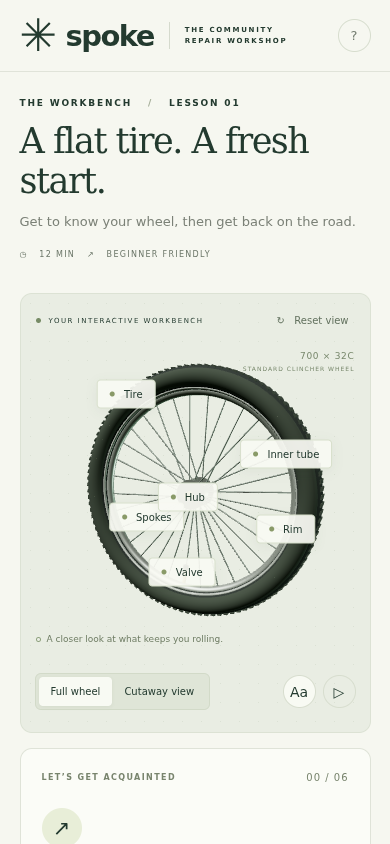 spoke
THE COMMUNITY
REPAIR WORKSHOP
?
THE WORKBENCH / LESSON 01
A flat tire. A fresh
start.
Get to know your wheel, then get back on the road.
12 MIN ↗ BEGINNER FRIENDLY
YOUR INTERACTIVE WORKBENCH
↻ Reset view
700 × 32C
STANDARD CLINCHER WHEEL
Tire
Inner tube
Hub
Spokes
Rim
Valve
A closer look at what keeps you rolling.
Full wheel
Cutaway view
Aa
LET’S GET ACQUAINTED
00 / 06